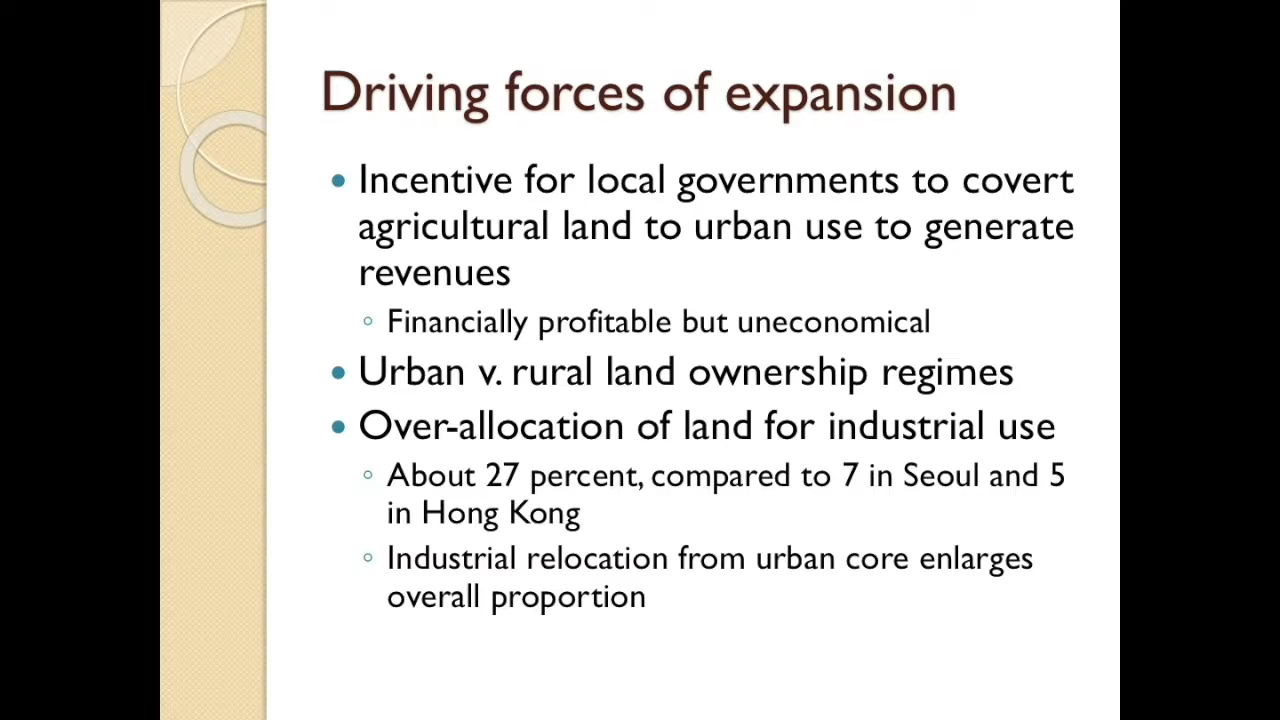 Driving forces of expansion
• Incentive for local governments to covert
agricultural land to urban use to generate
revenues
◦ Financially profitable but uneconomical
• Urban v. rural land ownership regimes
• Over-allocation of land for industrial use
◦ About 27 percent, compared to 7 in Seoul and 5
in Hong Kong
◦ Industrial relocation from urban core enlarges
overall proportion